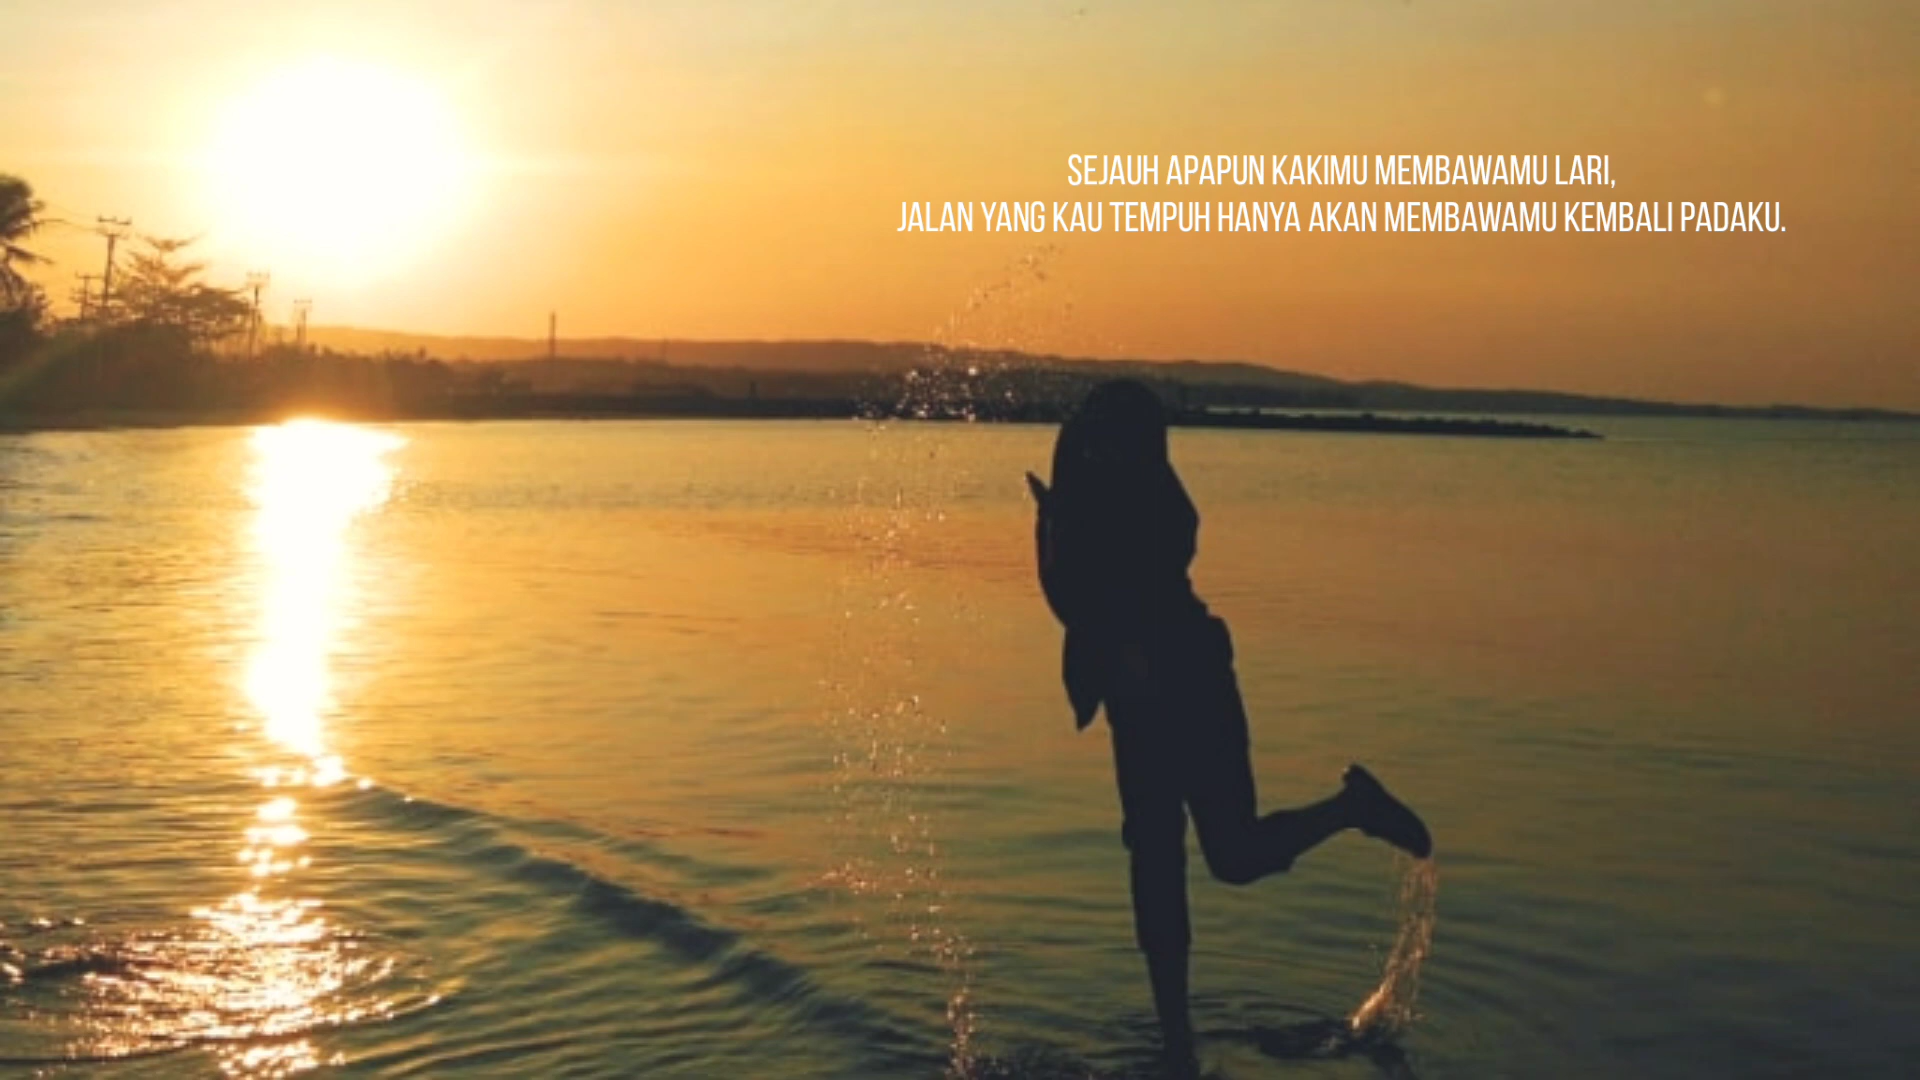 SEJAUH APAPUN KAKIMU MEMBAWAMU LARI,
JALAN YANG KAU TEMPUH HANYA AKAN MEMBAWAMU KEMBALI PADAKU.